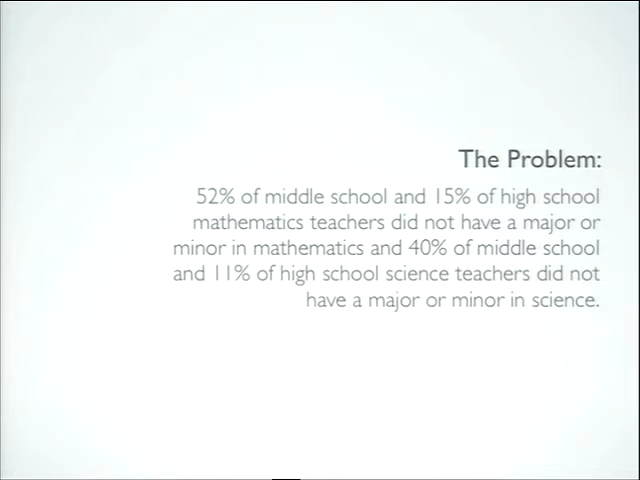 The Problem:
52% of middle school and 15% of high school
mathematics teachers did not have a major or
minor in mathematics and 40% of middle school
and 11% of high school science teachers did not
have a major or minor in science.